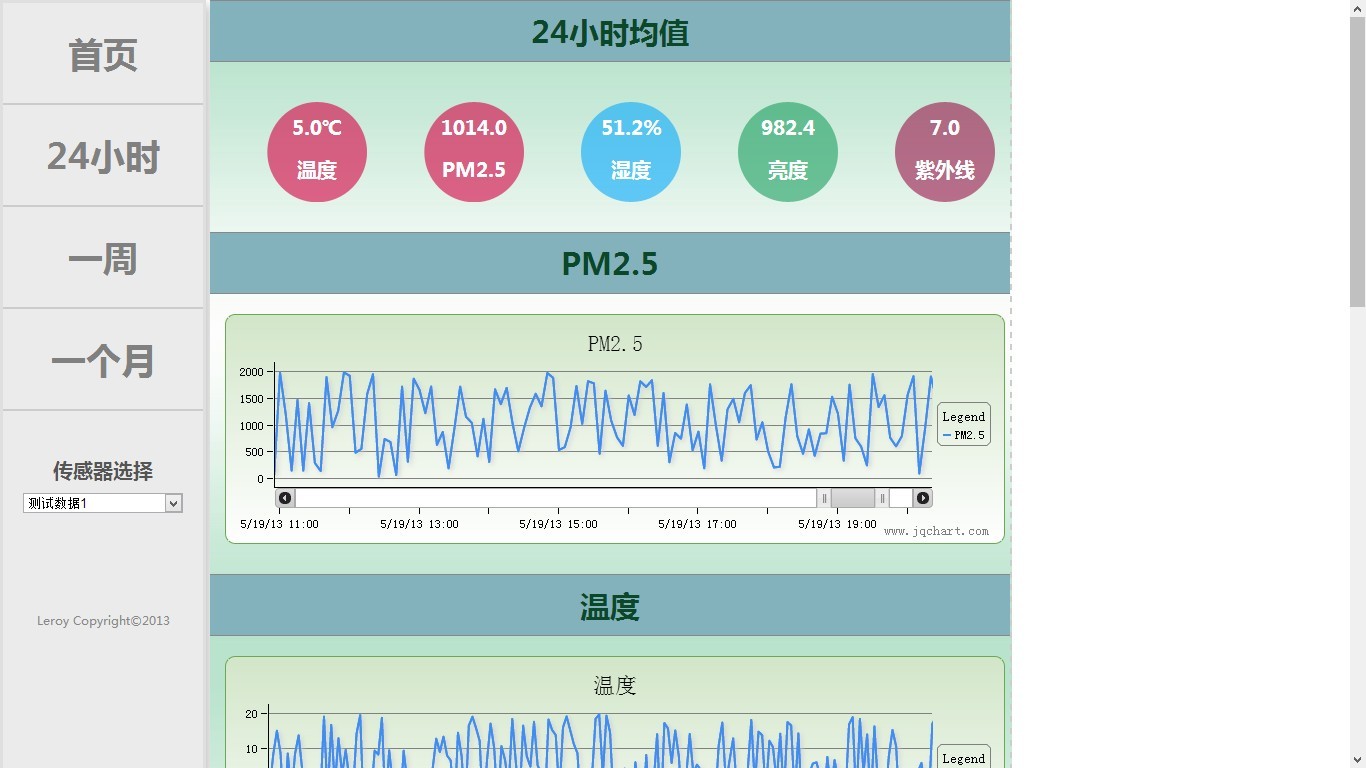 首页
24小时
一周
一个月
传感器选择
测试数据1
Leroy Copyright©2013
24小时均值
5.0℃
温度
1014.0
PM2.5
51.2%
湿度
982.4
亮度
7.0
紫外线
PM2.5
PM2.5
2000
1500
1000
500
0
Legend
PM2.5
5/19/13 11:00
5/19/13 13:00
5/19/13 15:00
5/19/13 17:00
5/19/13 19:00
www.jqchart.com
温度
温度
20
10
Legend